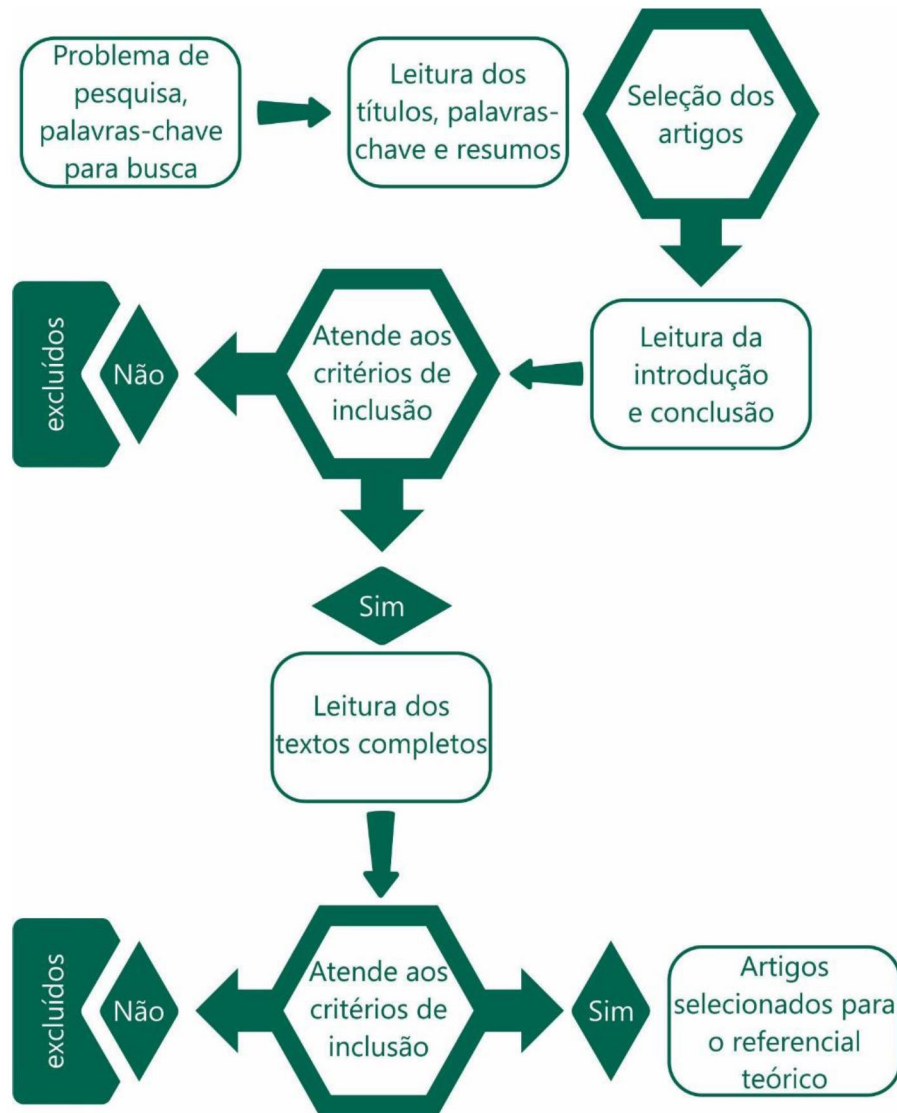 Problema de
pesquisa,
palavras-chave
para busca
Leitura dos
títulos, palavras-
chave e resumos
Seleção dos
artigos
Leitura da
introdução
e conclusão
Atende aos
critérios de
inclusão
Não
excluídos
Sim
Leitura dos
textos completos
Atende aos
critérios de
inclusão
Não
excluídos
Sim
Artigos
selecionados para
o referencial
teórico